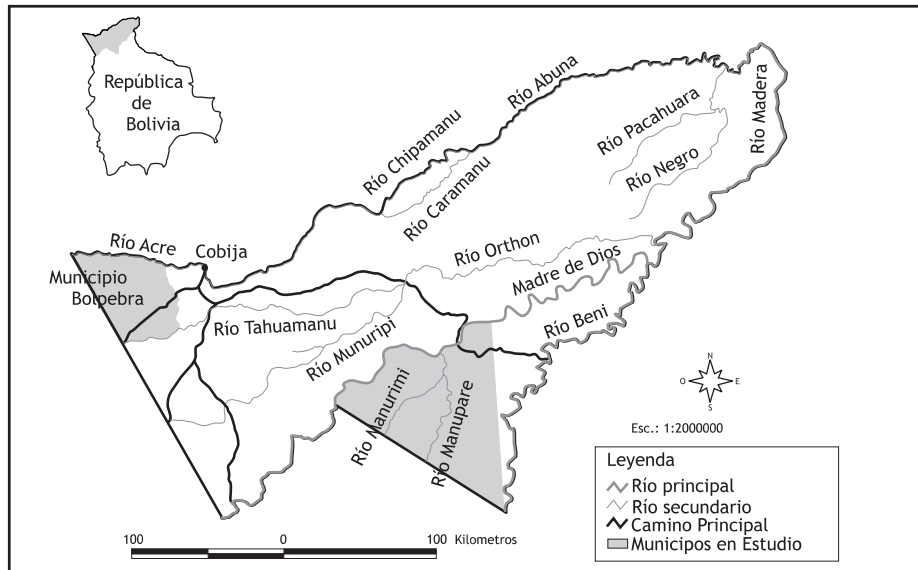 República
de
Bolivia
Río Abuna
Río Madera
Río Pacahuara
Río Negro
Río Chipamanu
Río Caramanu
Río Acre
Cobija
Municipio
Bolpebra
Río Orthon
Madre de Dios
Río Beni
Río Tahuamanu
Río Munuripi
Río Manurimi
Río Manupare
N
O
E
S
Esc.: 1:2000000
Leyenda
Río principal
Río secundario
Camino Principal
Municipos en Estudio
100 0 100 Kilometros